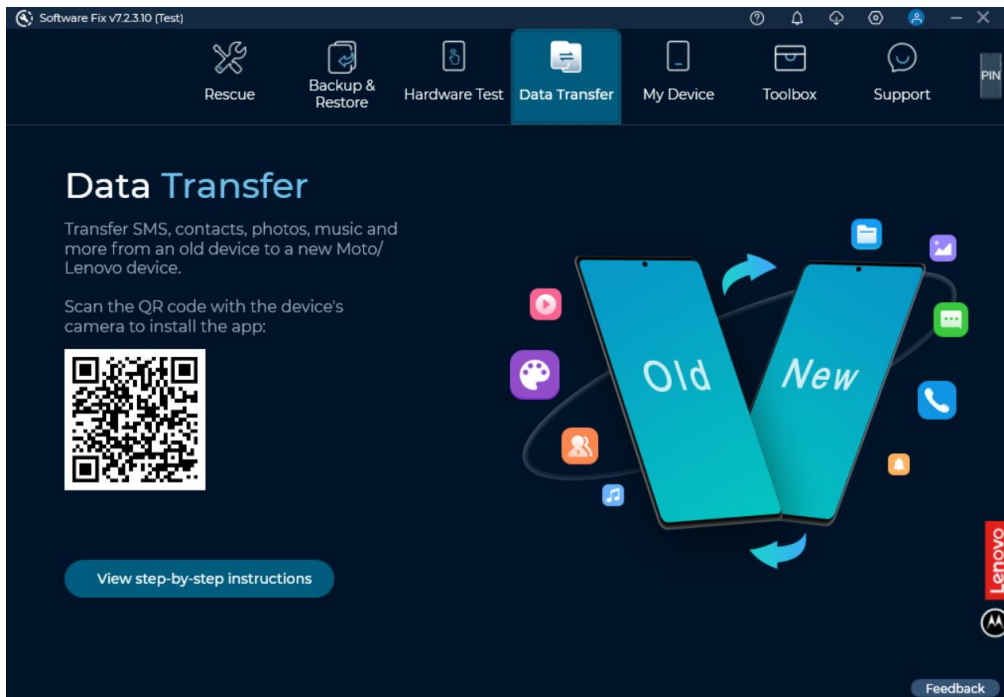 Software Fix v7.2.3.10 (Test)
Rescue
Backup &
Restore
Hardware Test
Data Transfer
My Device
Toolbox
Support
PIN
Data Transfer
Transfer SMS, contacts, photos, music and
more from an old device to a new Moto/
Lenovo device.
Scan the QR code with the device's
camera to install the app:
Old
New
View step-by-step instructions
Lenovo
Feedback